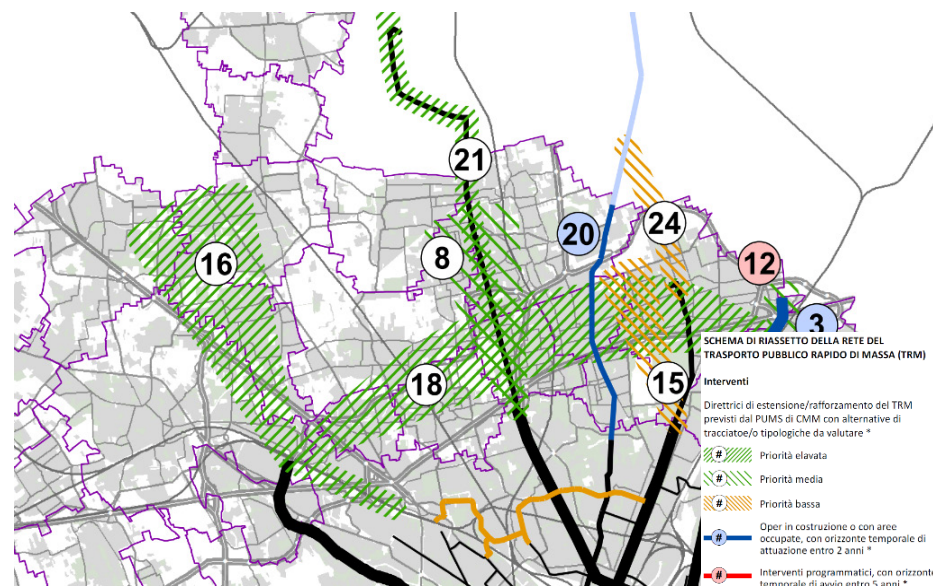 21
20
24
8
16
12
3
18
15
SCHEMA DI RIASSETTO DELLA RETE DEL
TRASPORTO PUBBLICO RAPIDO DI MASSA (TRM)
Interventi
Direttrici di estensione/rafforzamento del TRM
previsti dal PUMS di CMM con alternative di
tracciatoe/o tipologiche da valutare *
# Priorità elavata
# Priorità media
# Priorità bassa
# Oper in costruzione o con aree
occupate, con orizzonte temporale di
attuazione entro 2 anni *
# Interventi programmatici, con orizzonte
temporale di avvio entro 5 anni *